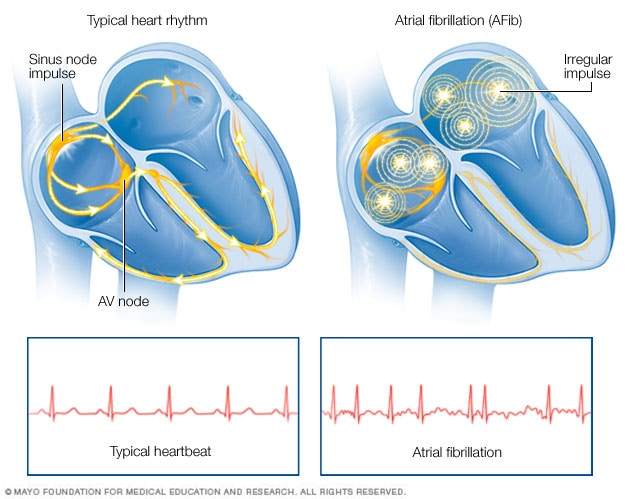 Typical heart rhythm
Atrial fibrillation (AFib)
Sinus node
impulse
Irregular
impulse
AV node
Typical heartbeat
Atrial fibrillation
© MAYO FOUNDATION FOR MEDICAL EDUCATION AND RESEARCH. ALL RIGHTS RESERVED.